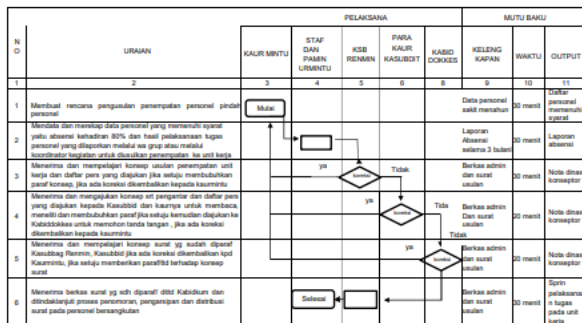 PELAKSANA
MUTU BAKU
N
O
URAIAN
KAUR MINTU
STAF
DAN
PAMIN
URMINTU
KSB
RENMIN
PARA
KAUR
KASUBDIT
KABID
DOKKES
KELENG
KAPAN
WAKTU
OUTPUT
1
2
3
4
5
6
8
9
10
11
1
Membuat rencana pengusulan penempatan personel pindah
personel
Mulai
Data personel
sakit menahun
30 menit
Daftar
personel
memenuhi
syarat
2
Mendata dan merekap data personel yang memenuhi syarat
yaitu absensi kehadiran 80% dan hasil pelaksanaan tugas
personel yang dilaporkan melalui wa grup atau melalui
koordinator kegiatan untuk diusulkan penempatan ke unit kerja
Laporan
Absensi
selama 3 bulan
30 menit
Laporan
Absensi
3
Menerima dan mempelajari konsep usulan penempatan unit
kerja dan daftar pers yang diajukan jika setuju membubuhkan
paraf konsep, jika ada koreksi dikembalikan kepada kaurmintu
ya
koreksi
Tidak
Berkas admin
dan surat
usulan
30 menit
Nota dinas
konseptor
4
Menerima dan mengajukan konsep srt pengantar dan daftar pers
yang diajukan kepada Kasubbid dan kaurnya untuk membaca,
meneliti dan membubuhkan paraf jika setuju kemudian diajukan ke
Kabiddokkes untuk memohon tanda tangan , jika ada koreksi
dikembalikan kepada kaurmintu
ya
koreksi
Tida
Berkas admin
Dan surat
usulan
20 menit
Nota dinas
konseptor
5
Menerima dan mempelajari konsep surat yg sudah diparaf
Kasubbag Renmin, Kasubbid jika ada koreksi dikembalikan kpd
Kaurmintu, jika setuju memberikan paraf/ttd terhadap konsep
surat
ya
koreksi
Tidak
Berkas admin
dan surat
usulan
20 menit
Nota dinas
konseptor
6
Menerima berkas surat yg sdh diparaf/ dttd Kabidkum dan
ditindaklanjuti proses penomoran, pengarsipan dan distribusi
surat pada personel bersangkutan
Selesai
Berkas admin
dan surat
usulan
30 menit
Sprin
pelaksanaa
n tugas
pada unit
kerja